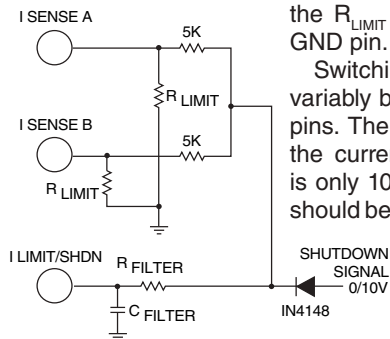 I SENSE A
5K
R LIMIT
I SENSE B
5K
R LIMIT
I LIMIT/SHDN
R FILTER
C FILTER
SHUTDOWN
SIGNAL
0/10V
IN4148
the R LIMIT
GND pin.
Switchi
variably b
pins. The
the curre
is only 10
should be